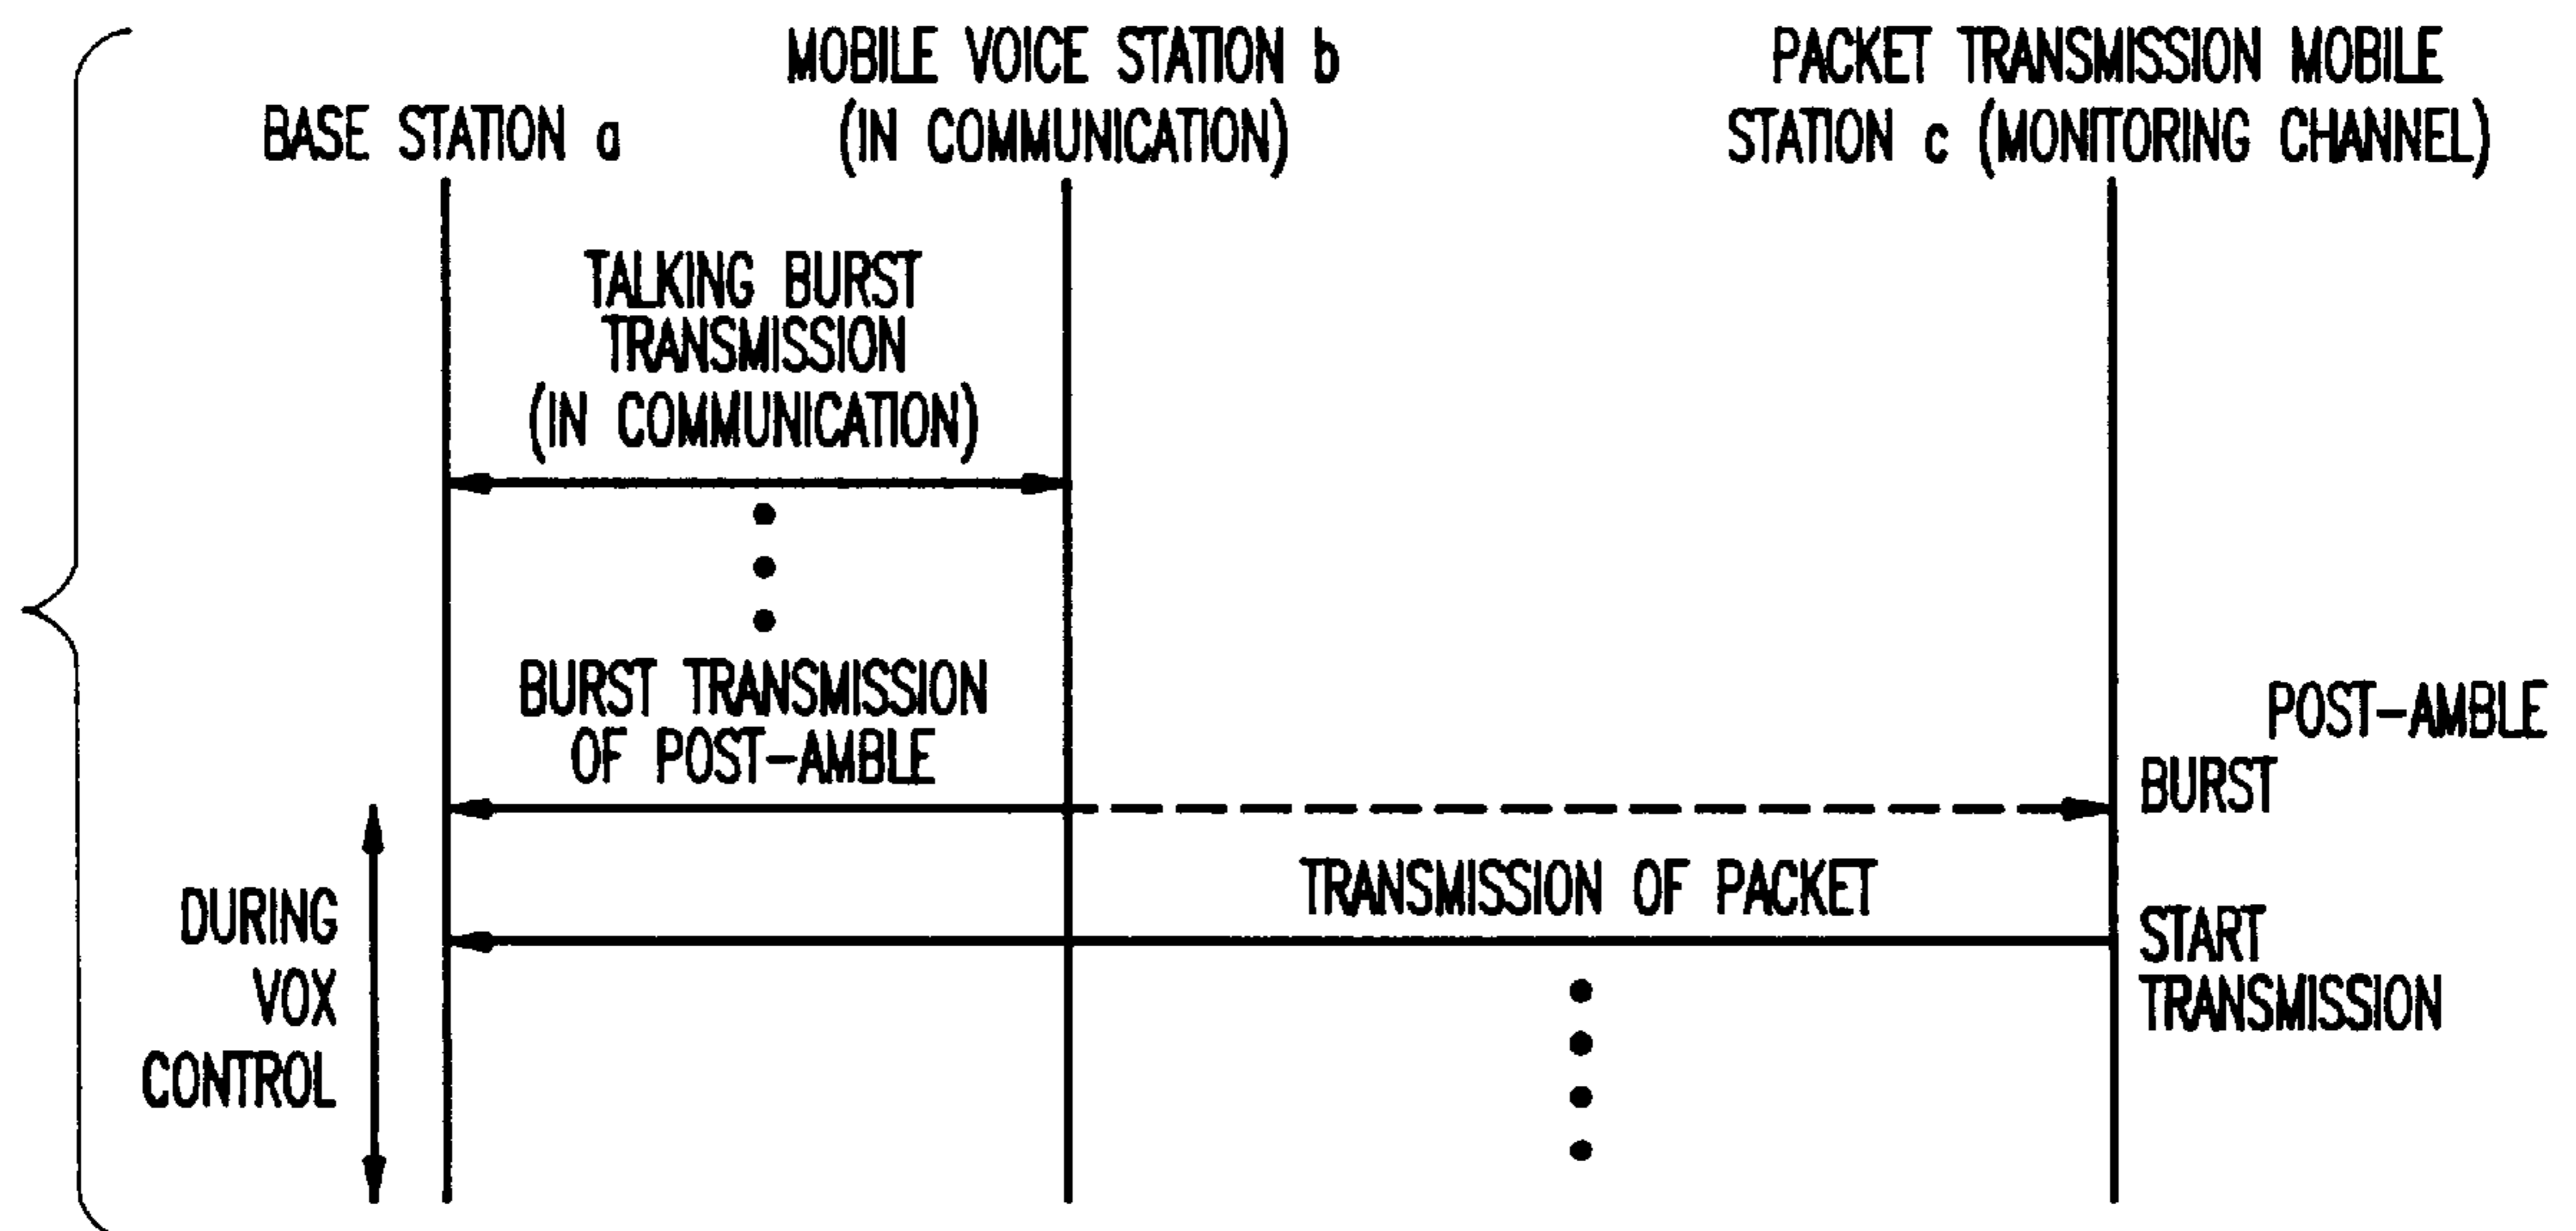 BASE STATION a
MOBILE VOICE STATION b
(IN COMMUNICATION)
PACKET TRANSMISSION MOBILE
STATION c (MONITORING CHANNEL)
TALKING BURST
TRANSMISSION
(IN COMMUNICATION)
BURST TRANSMISSION
OF POST-AMBLE
POST-AMBLE
BURST
TRANSMISSION OF PACKET
START
TRANSMISSION
DURING
VOX
CONTROL